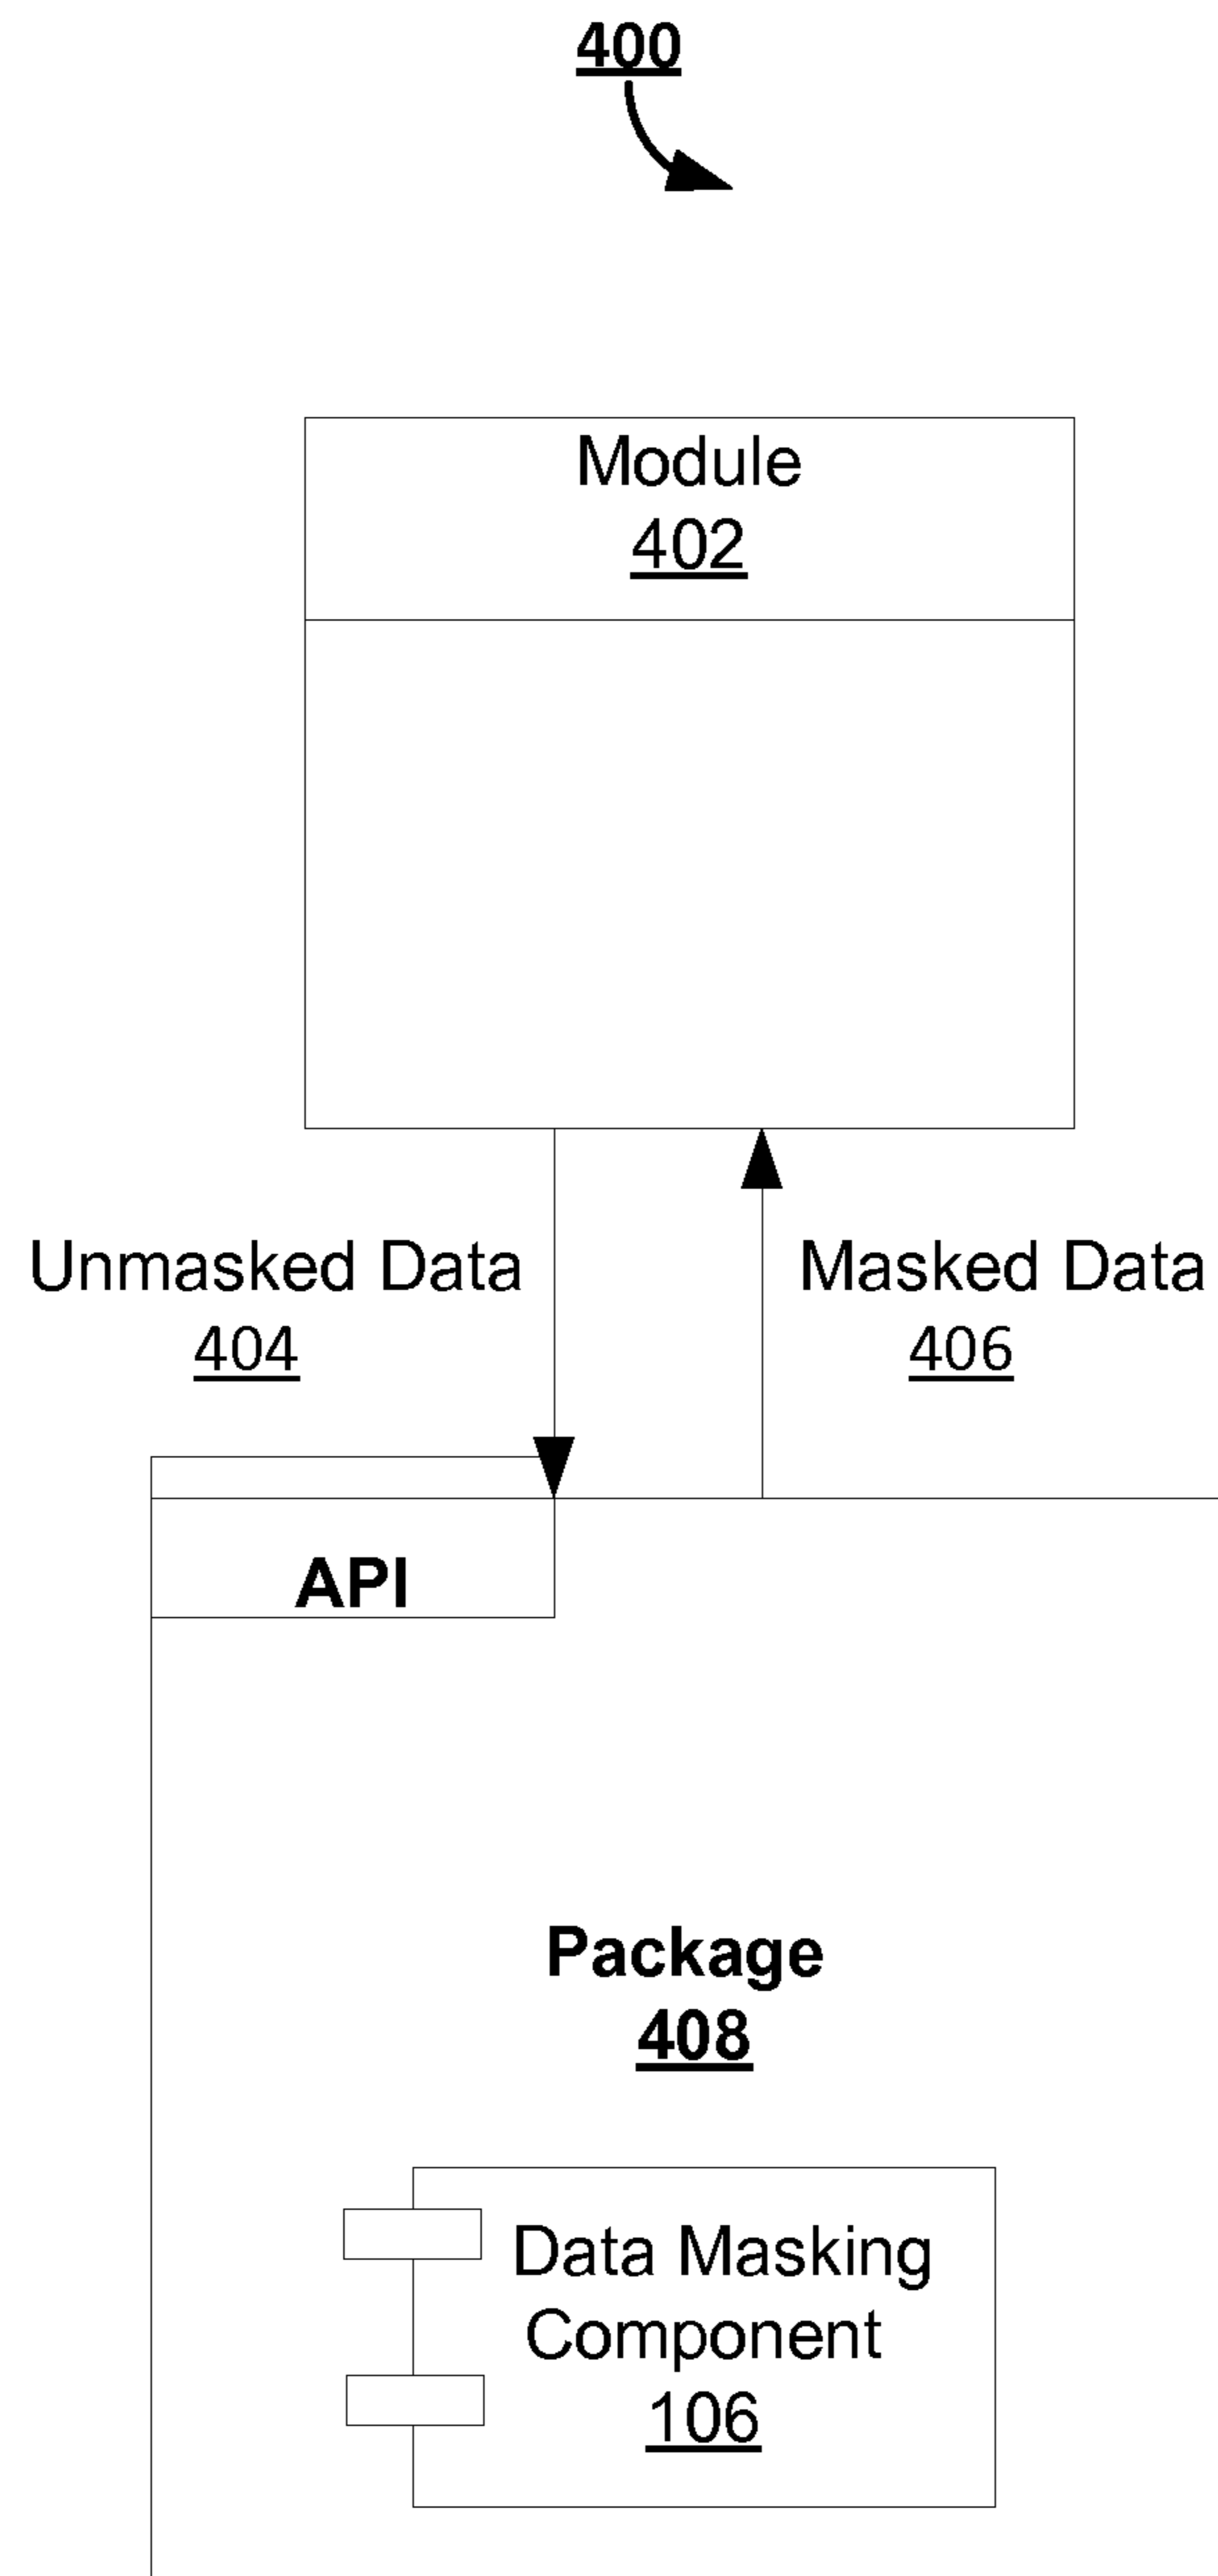 400
Module
402
Unmasked Data
404
Masked Data
406
API
Package
408
Data Masking
Component
106